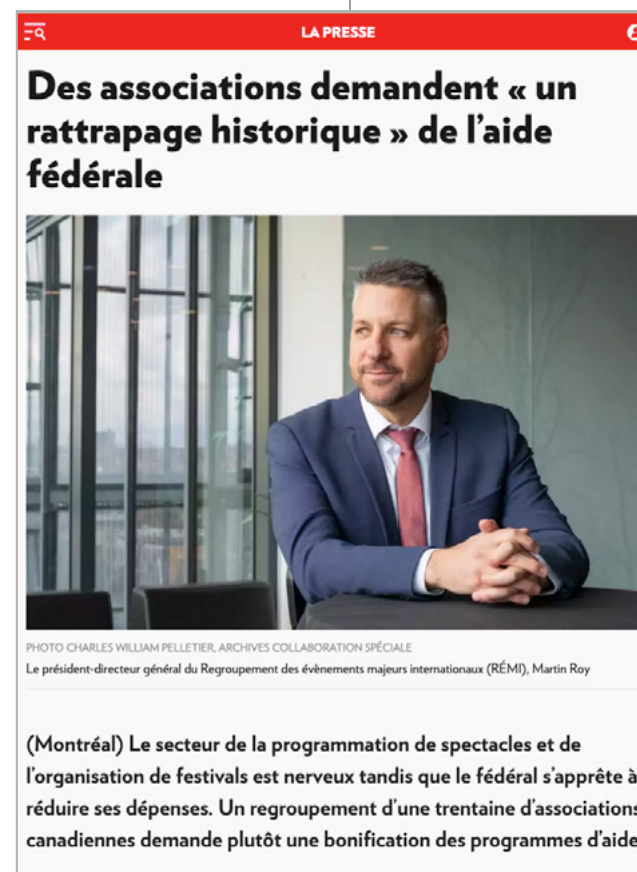 LA PRESSE
Des associations demandent « un
rattrapage historique » de l’aide
fédérale
PHOTO CHARLES WILLIAM PELLETIER, ARCHIVES COLLABORATION SPÉCIALE
Le président-directeur général du Regroupement des évènements majeurs internationaux (RÉMI), Martin Roy
(Montréal) Le secteur de la programmation de spectacles et de
l’organisation de festivals est nerveux tandis que le fédéral s’apprête à
réduire ses dépenses. Un regroupement d’une trentaine d’associations
canadiennes demande plutôt une bonification des programmes d’aide